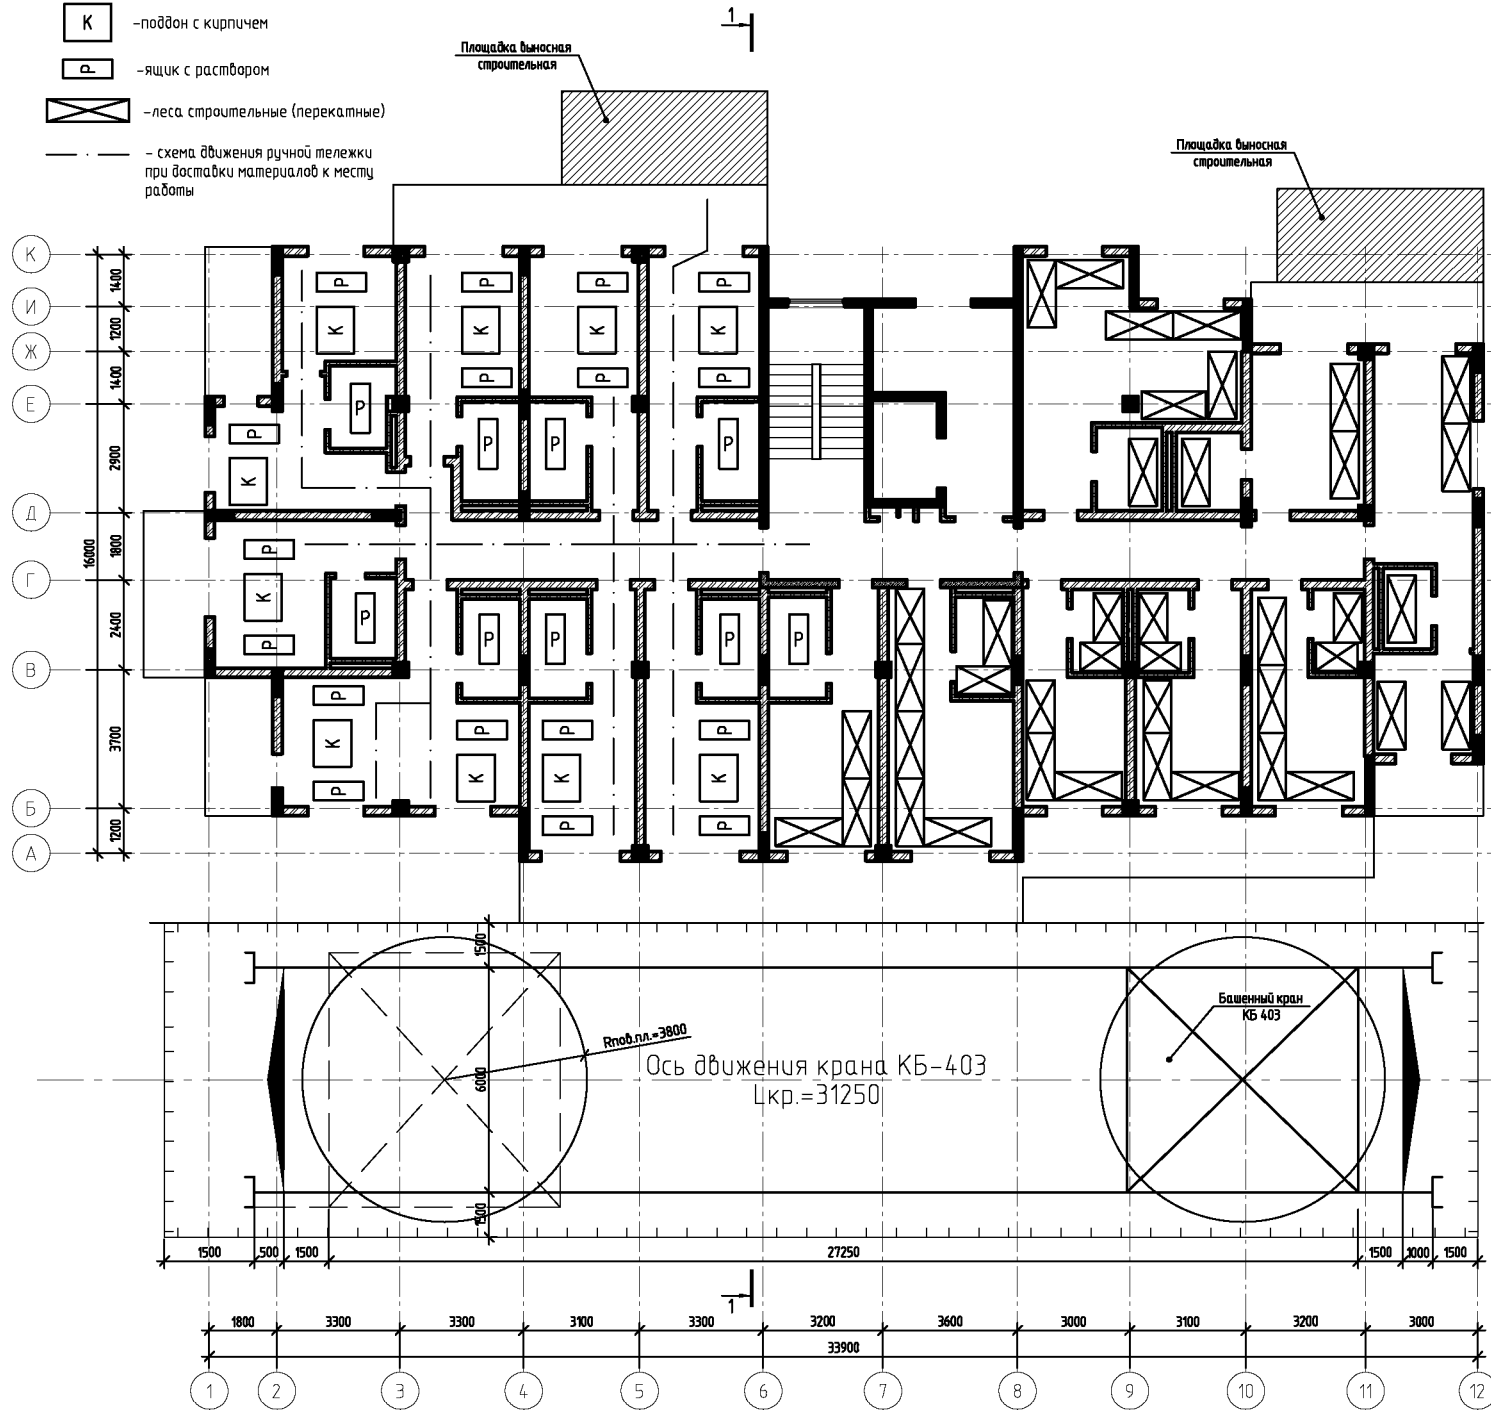 К
-поддон с кирпичем
Р
-ящик с раствором
-леса строительные (перекатные)
- схема движения ручной тележки
при доставки материалов к месту
работы
1
Площадка выносная
строительная
Площадка выносная
строительная
К
И
Ж
Е
Д
Г
В
Б
А
1400
1200
1400
2900
1800
2400
3700
1200
16000
Р
Р
Р
Р
К
К
К
К
Р
Р
Р
Р
Р
Р
Р
Р
К
Р
Р
К
Р
Р
Р
Р
Р
Р
Р
К
Р
Р
Р
Р
К
К
К
Р
Р
Р
1500
6000
1500
Rпов.пл.=3800
Ось движения крана КБ-403
Lкр.=31250
Башенный кран
КБ 403
1500
500
1500
27250
1500
1000
1500
1
1800
3300
3300
3100
3300
3200
3600
3000
3100
3200
3000
33900
1
2
3
4
5
6
7
8
9
10
11
12